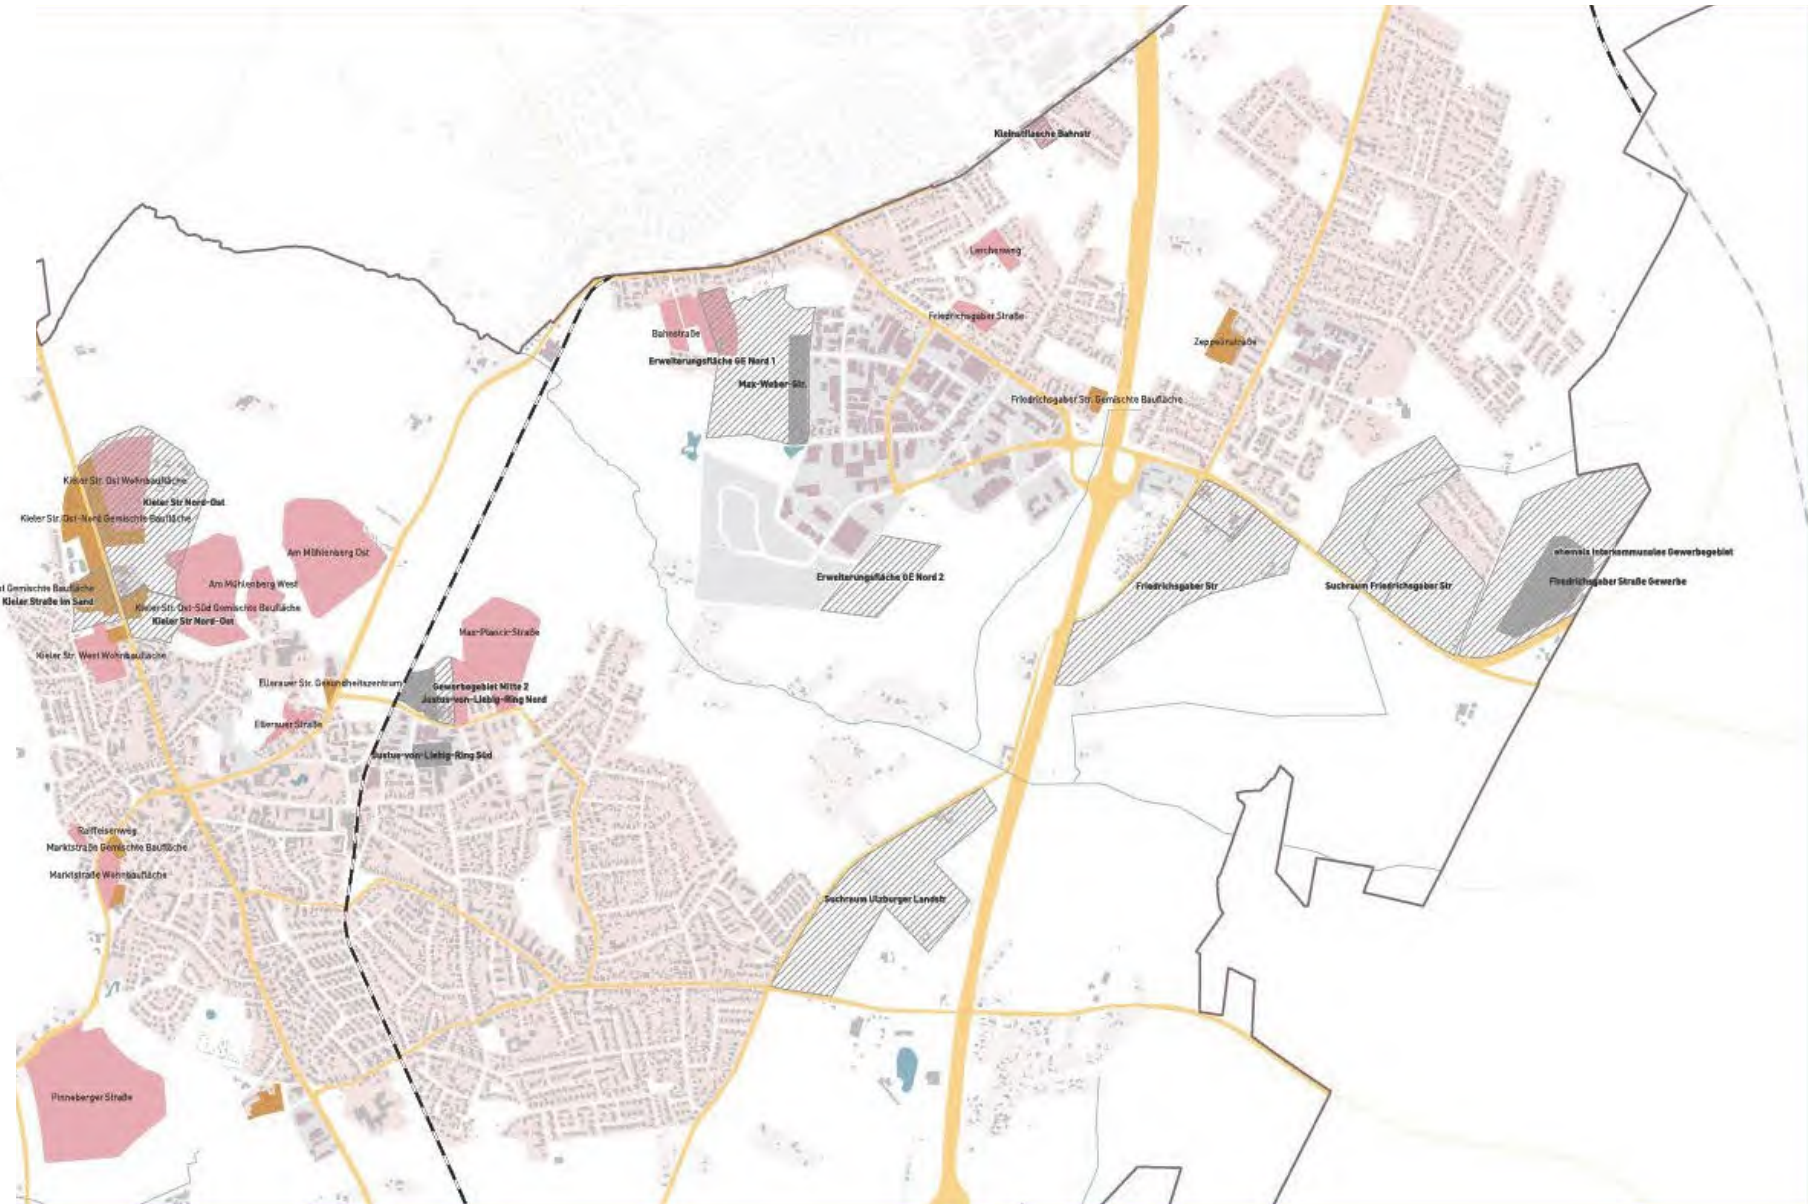 Kleinstflaeche Bahnstr
Lerchenweg
Friedrichsgaber Straße
Bahnstraße
Zeppelinstraße
Erweiterungsfläche GE Nord 1
Max-Weber-Str.
Friedrichsgaber Str. Gemischte Baufläche
Kieler Str. Ost Wohnbaufläche
Kieler Str Nord-Ost
Kieler Str. Ost-Nord Gemischte Baufläche
Am Mühlenberg Ost
ehemals Interkommunales Gewerbegebiet
Erweiterungsfläche GE Nord 2
Friedrichsgaber Str
Suchraum Friedrichsgaber Str
Friedrichsgaber Straße Gewerbe
Am Mühlenberg West
Gemischte Baufläche
Kieler Straße im Sand
Kieler Str. Ost-Süd Gemischte Baufläche
Kieler Str Nord-Ost
Max-Planck-Straße
Kieler Str. West Wohnbaufläche
Ellerauer Str. Gesundheitszentrum
Gewerbegebiet Mitte 2
Justus-von-Liebig-Ring Nord
Ellerauer Straße
Justus-von-Liebig-Ring Süd
Raiffeisenweg
Marktstraße Gemischte Baufläche
Marktstraße Wohnbaufläche
Suchraum Ulzburger Landstr
Pinneberger Straße